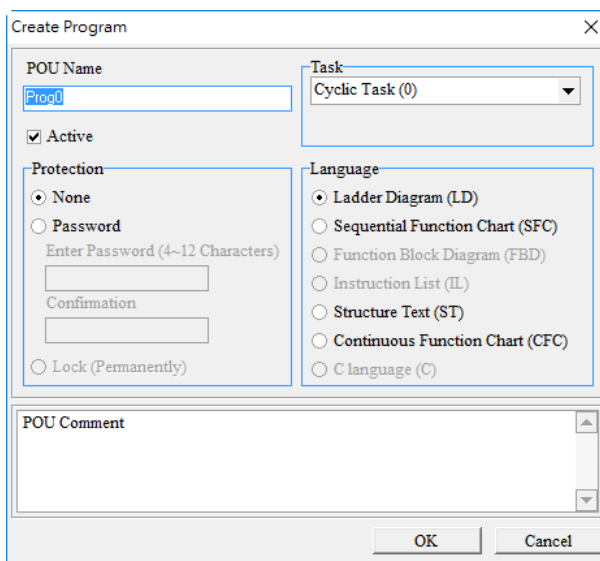 Create Program
POU Name
Prog0
Active
Task
Cyclic Task (0)
Protection
None
Password
Enter Password (4~12 Characters)
Confirmation
Lock (Permanently)
Language
Ladder Diagram (LD)
Sequential Function Chart (SFC)
Function Block Diagram (FBD)
Instruction List (IL)
Structure Text (ST)
Continuous Function Chart (CFC)
C language (C)
POU Comment
OK
Cancel